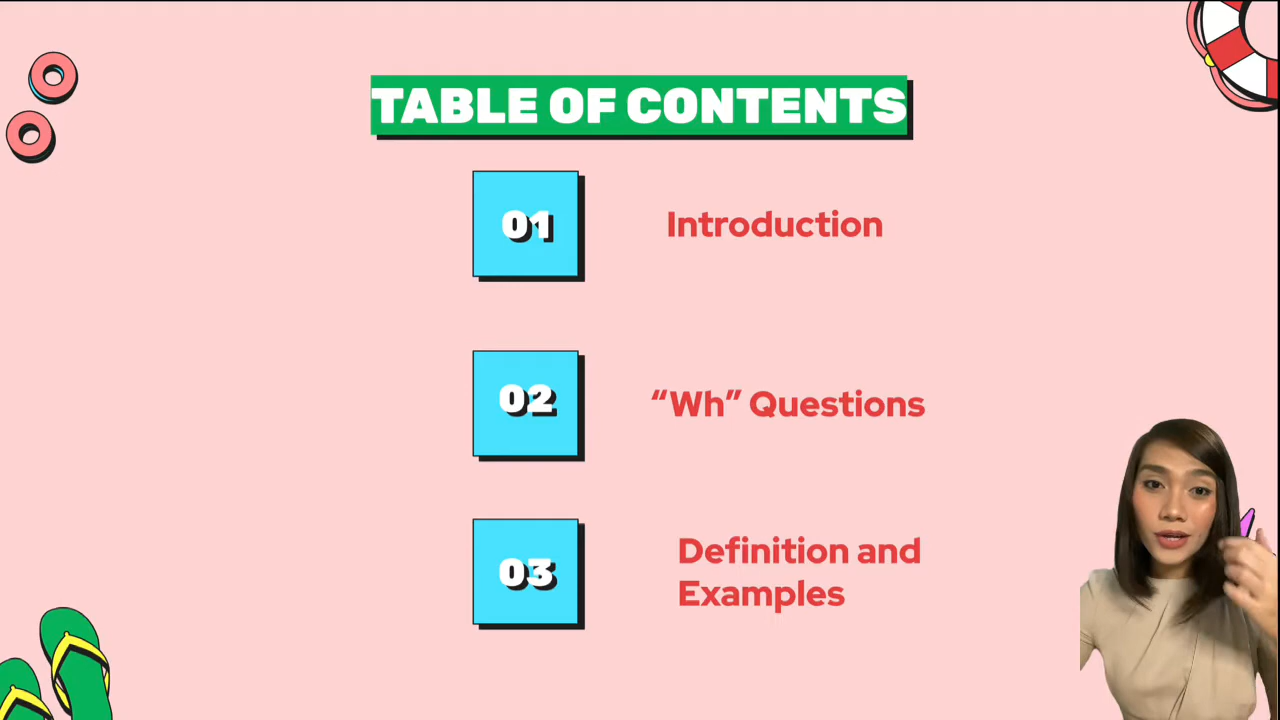 TABLE OF CONTENTS
01
Introduction
02
“Wh” Questions
03
Definition and
Examples